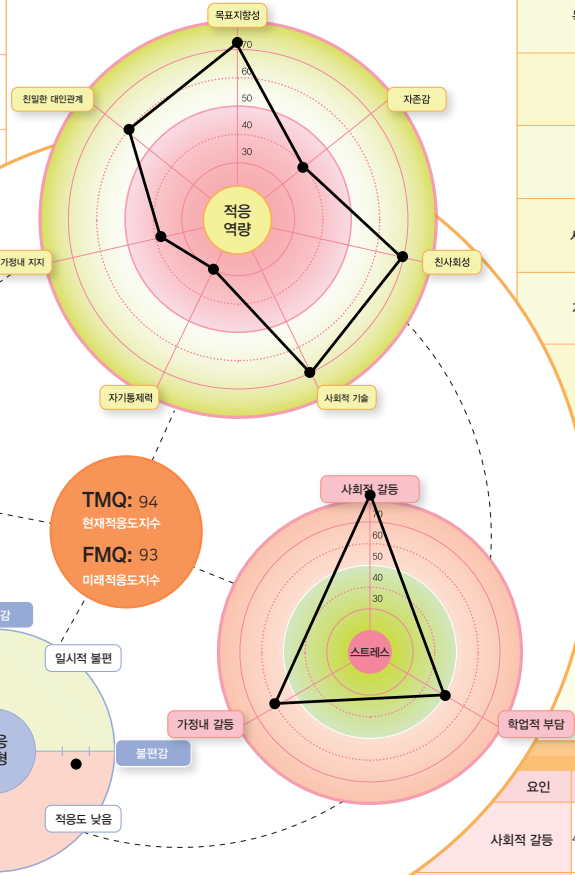 목표지향성
70
60
50
40
30
친밀한 대인관계
자존감
적응
역량
가정내 지지
친사회성
자기통제력
사회적 기술
TMQ: 94
현재적응도지수
FMQ: 93
미래적응도지수
사회적 갈등
70
60
50
40
30
스트레스
가정내 갈등
학업적 부담
감
일시적 불편
불편감
적응도 낮음
요인
사회적 갈등